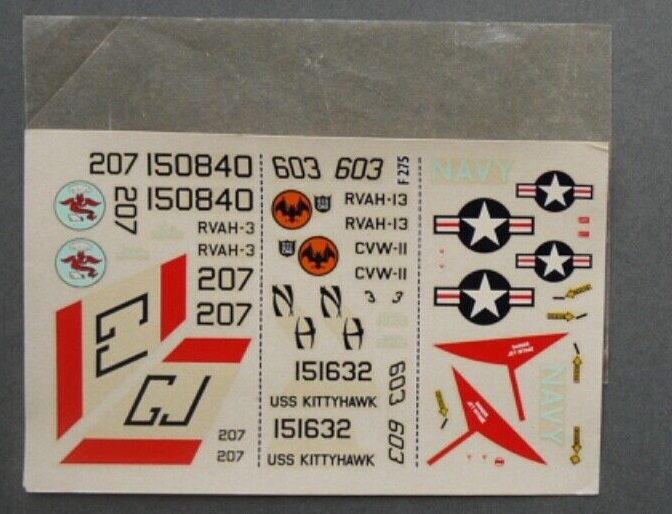 207 150840
150840
207
RVAH-3
RVAH-3
207
207
GJ
GJ
207
207
603 603
F275
RVAH-13
RVAH-13
CVW-11
CVW-11
3 3
N N
H H
151632
USS KITTYHAWK
603
151632
USS KITTYHAWK
603
NAVY
NAVY